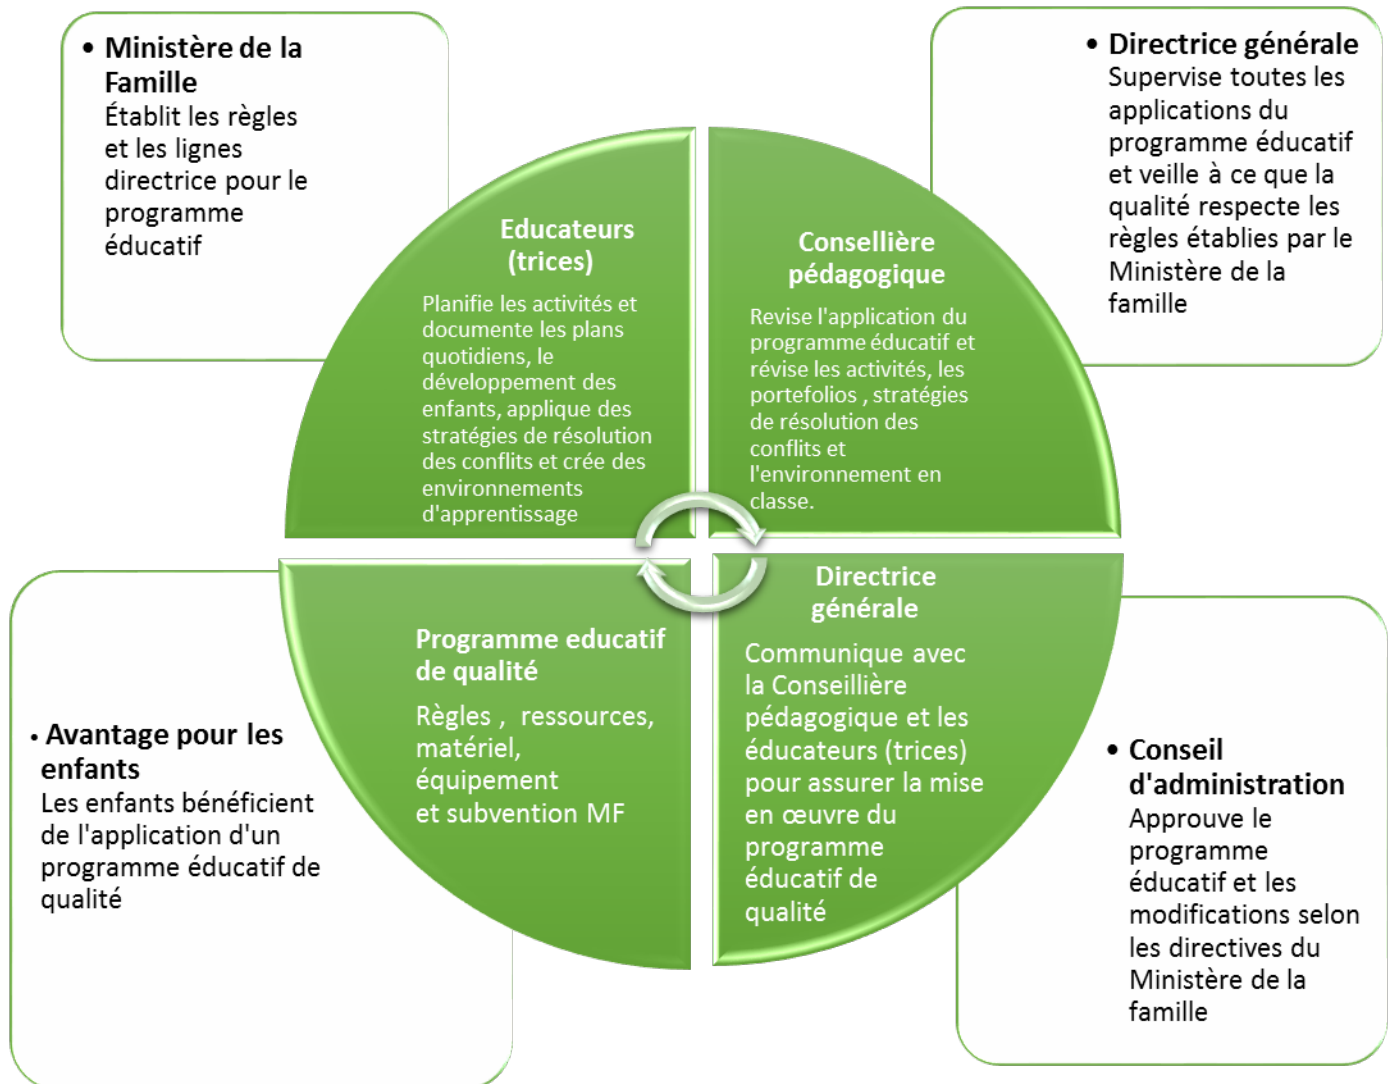 • Ministère de la
Famille
Établit les règles
et les lignes
directrice pour le
programme
éducatif
• Directrice générale
Supervise toutes les
applications du
programme éducatif
et veille à ce que la
qualité respecte les
règles établies par le
Ministère de la
famille
Educateurs
(trices)
Planifie les activités et
documente les plans
quotidiens, le
développement des
enfants, applique des
stratégies de résolution
des conflits et crée des
environnements
d'apprentissage
Consellière
pédagogique
Revise l'application du
programme éducatif et
révise les activités, les
portefolios , stratégies
de résolution des
conflits et
l'environnement en
classe.
Programme educatif
de qualité
Règles ,  ressources,
matériel,
équipement
et subvention MF
Directrice
générale
Communique avec
la Conseillière
pédagogique et les
éducateurs (trices)
pour assurer la mise
en œuvre du
programme
éducatif de
qualité
• Avantage pour les
enfants
Les enfants bénéficient
de l'application d'un
programme éducatif de
qualité
• Conseil
d'administration
Approuve le
programme
éducatif et les
modifications selon
les directives du
Ministère de la
famille